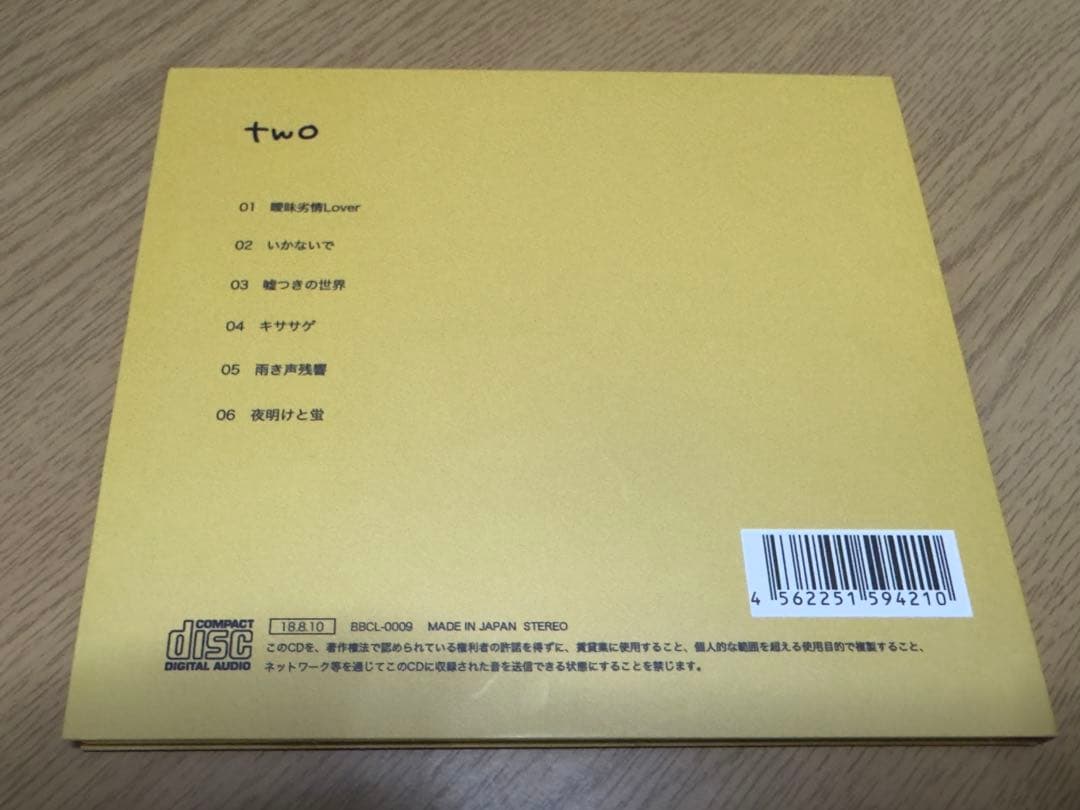 two
01 曖昧劣情Lover
02 いかないで
03 嘘つきの世界
04 キササゲ
05 雨き声残響
06 夜明けと蛍
4 562251 594210
COMPACT
disc
DIGITAL AUDIO
18.8.10 BBCL-0009 MADE IN JAPAN STEREO
このCDを、著作権法で認められている権利者の許諾を得ずに、賃貸業に使用すること、個人的な範囲を超える使用目的で複製すること、
ネットワーク等を通じてこのCDに収録された音を送信できる状態にすることを禁じます。